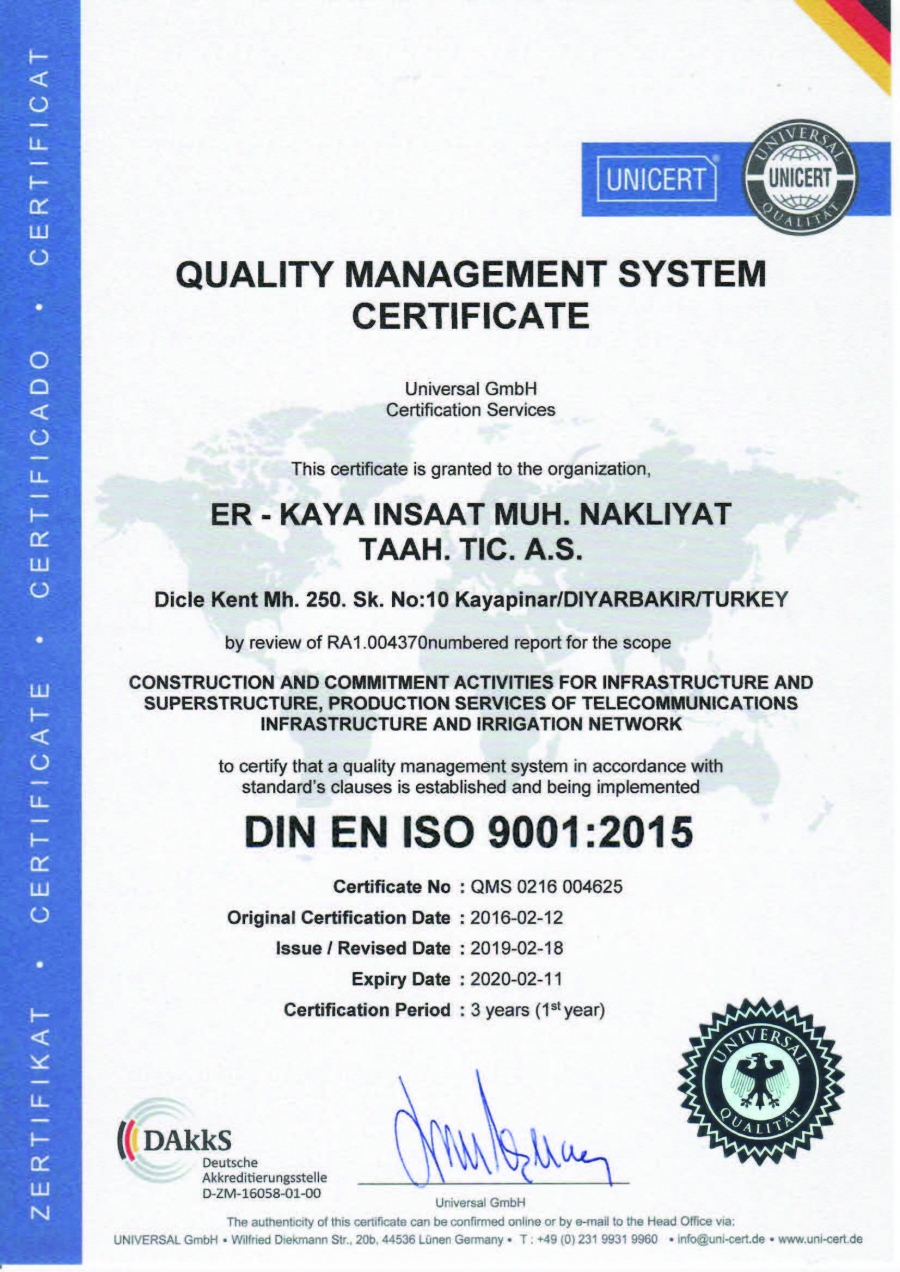 ZERTIFIKAT • CERTIFICATE • CERTIFICADO • CERTIFICAT
UNICERT®
UNIVERSAL
UNICERT
QUALITÄT
QUALITY MANAGEMENT SYSTEM
CERTIFICATE
Universal GmbH
Certification Services
This certificate is granted to the organization,
ER - KAYA INSAAT MUH. NAKLIYAT
TAAH. TIC. A.S.
Dicle Kent Mh. 250. Sk. No:10 Kayapinar/DIYARBAKIR/TURKEY
by review of RA1.004370numbered report for the scope
CONSTRUCTION AND COMMITMENT ACTIVITIES FOR INFRASTRUCTURE AND
SUPERSTRUCTURE, PRODUCTION SERVICES OF TELECOMMUNICATIONS
INFRASTRUCTURE AND IRRIGATION NETWORK
to certify that a quality management system in accordance with
standard's clauses is established and being implemented
DIN EN ISO 9001:2015
Certificate No : QMS 0216 004625
Original Certification Date : 2016-02-12
Issue / Revised Date : 2019-02-18
Expiry Date : 2020-02-11
Certification Period : 3 years (1st year)
UNIVERSAL
QUALITÄT
DAkkS
Deutsche
Akkreditierungsstelle
D-ZM-16058-01-00
Universal GmbH
The authenticity of this certificate can be confirmed online or by e-mail to the Head Office via:
UNIVERSAL GmbH • Wilfried Diekmann Str., 20b, 44536 Lünen Germany • T : +49 (0) 231 9931 9960 • info@uni-cert.de • www.uni-cert.de